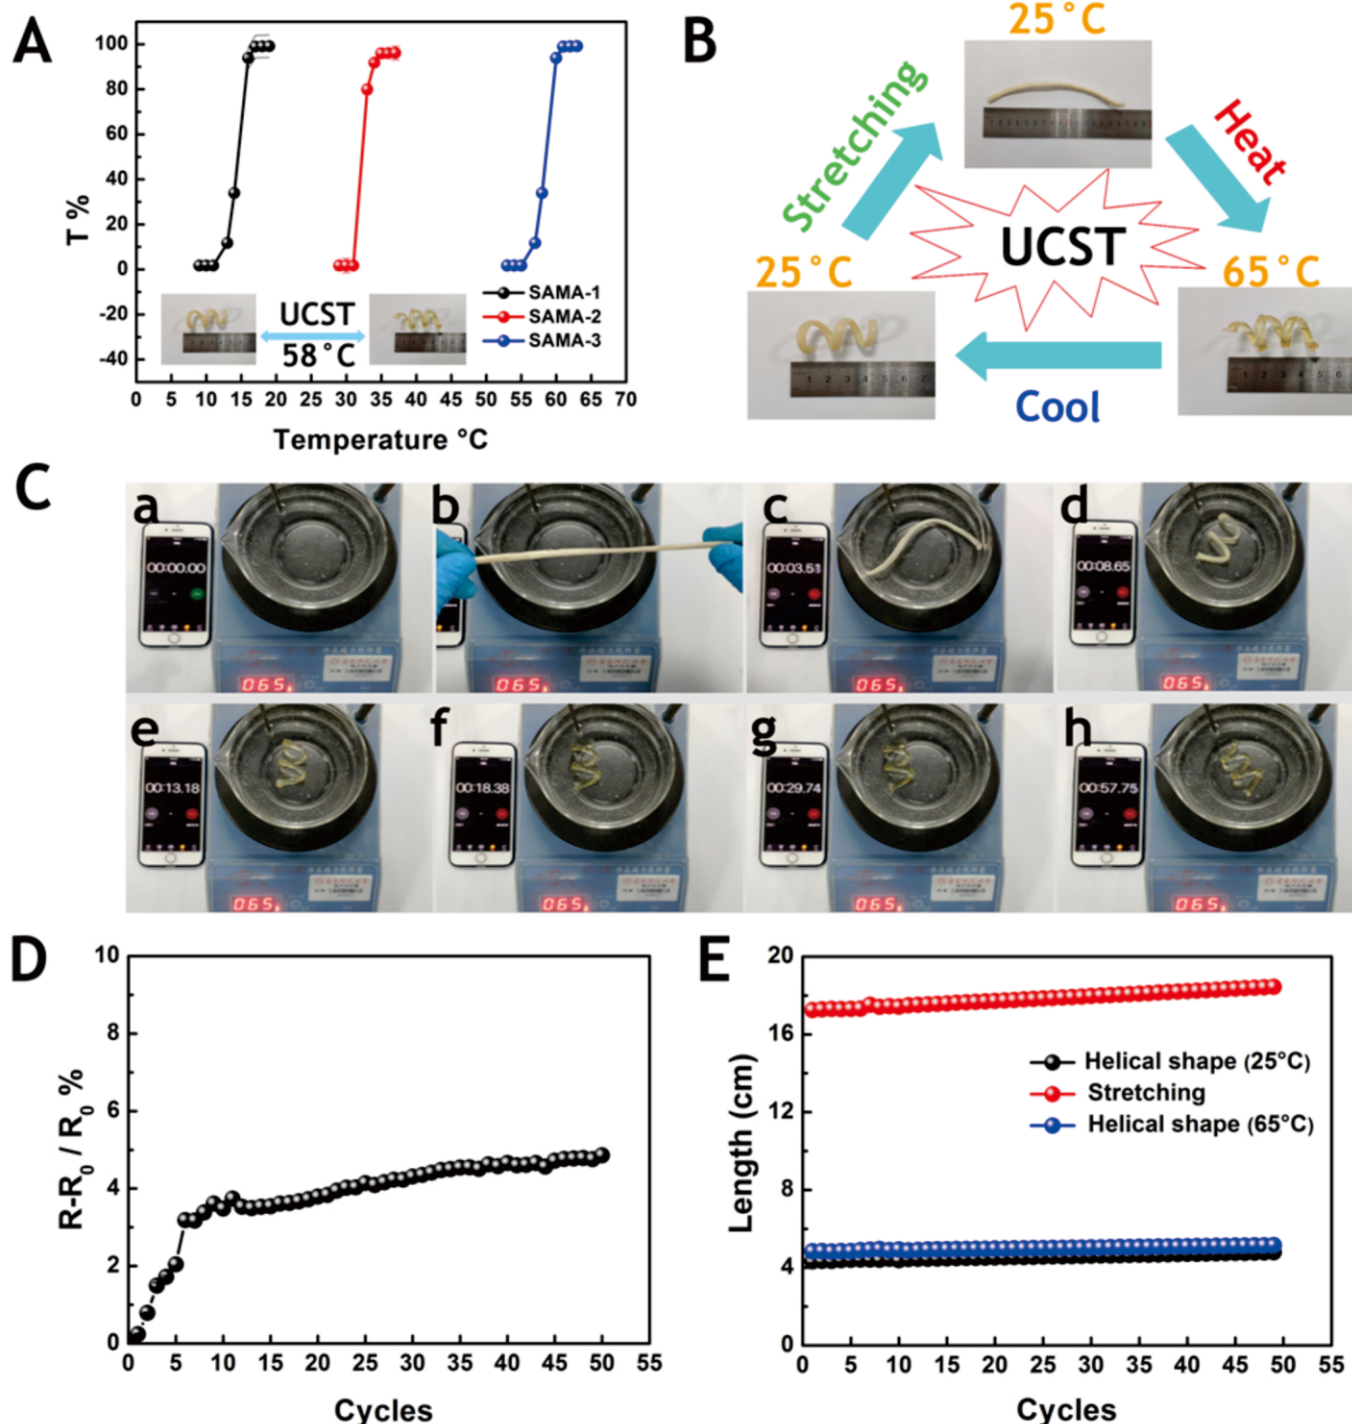 A
100
80
60
40
20
0
-20
-40
T %
UCST
58°C
SAMA-1
SAMA-2
SAMA-3
0 5 10 15 20 25 30 35 40 45 50 55 60 65 70
Temperature °C
B
25°C
Stretching
Heat
UCST
25°C
65°C
Cool
C
a
00:00.00
065
b
065
c
00:03.51
065
d
00:08.65
065
e
00:13.18
065
f
00:18.38
065
g
00:29.74
065
h
00:57.75
065
D
10
8
6
4
2
0
R-R0 / R0 %
0 5 10 15 20 25 30 35 40 45 50 55
Cycles
E
20
16
12
8
4
0
Length (cm)
Helical shape (25°C)
Stretching
Helical shape (65°C)
0 5 10 15 20 25 30 35 40 45 50 55
Cycles